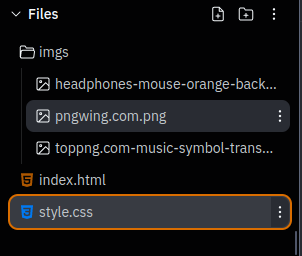 Files
imgs
headphones-mouse-orange-back...
pngwing.com.png
toppng.com-music-symbol-trans...
index.html
style.css